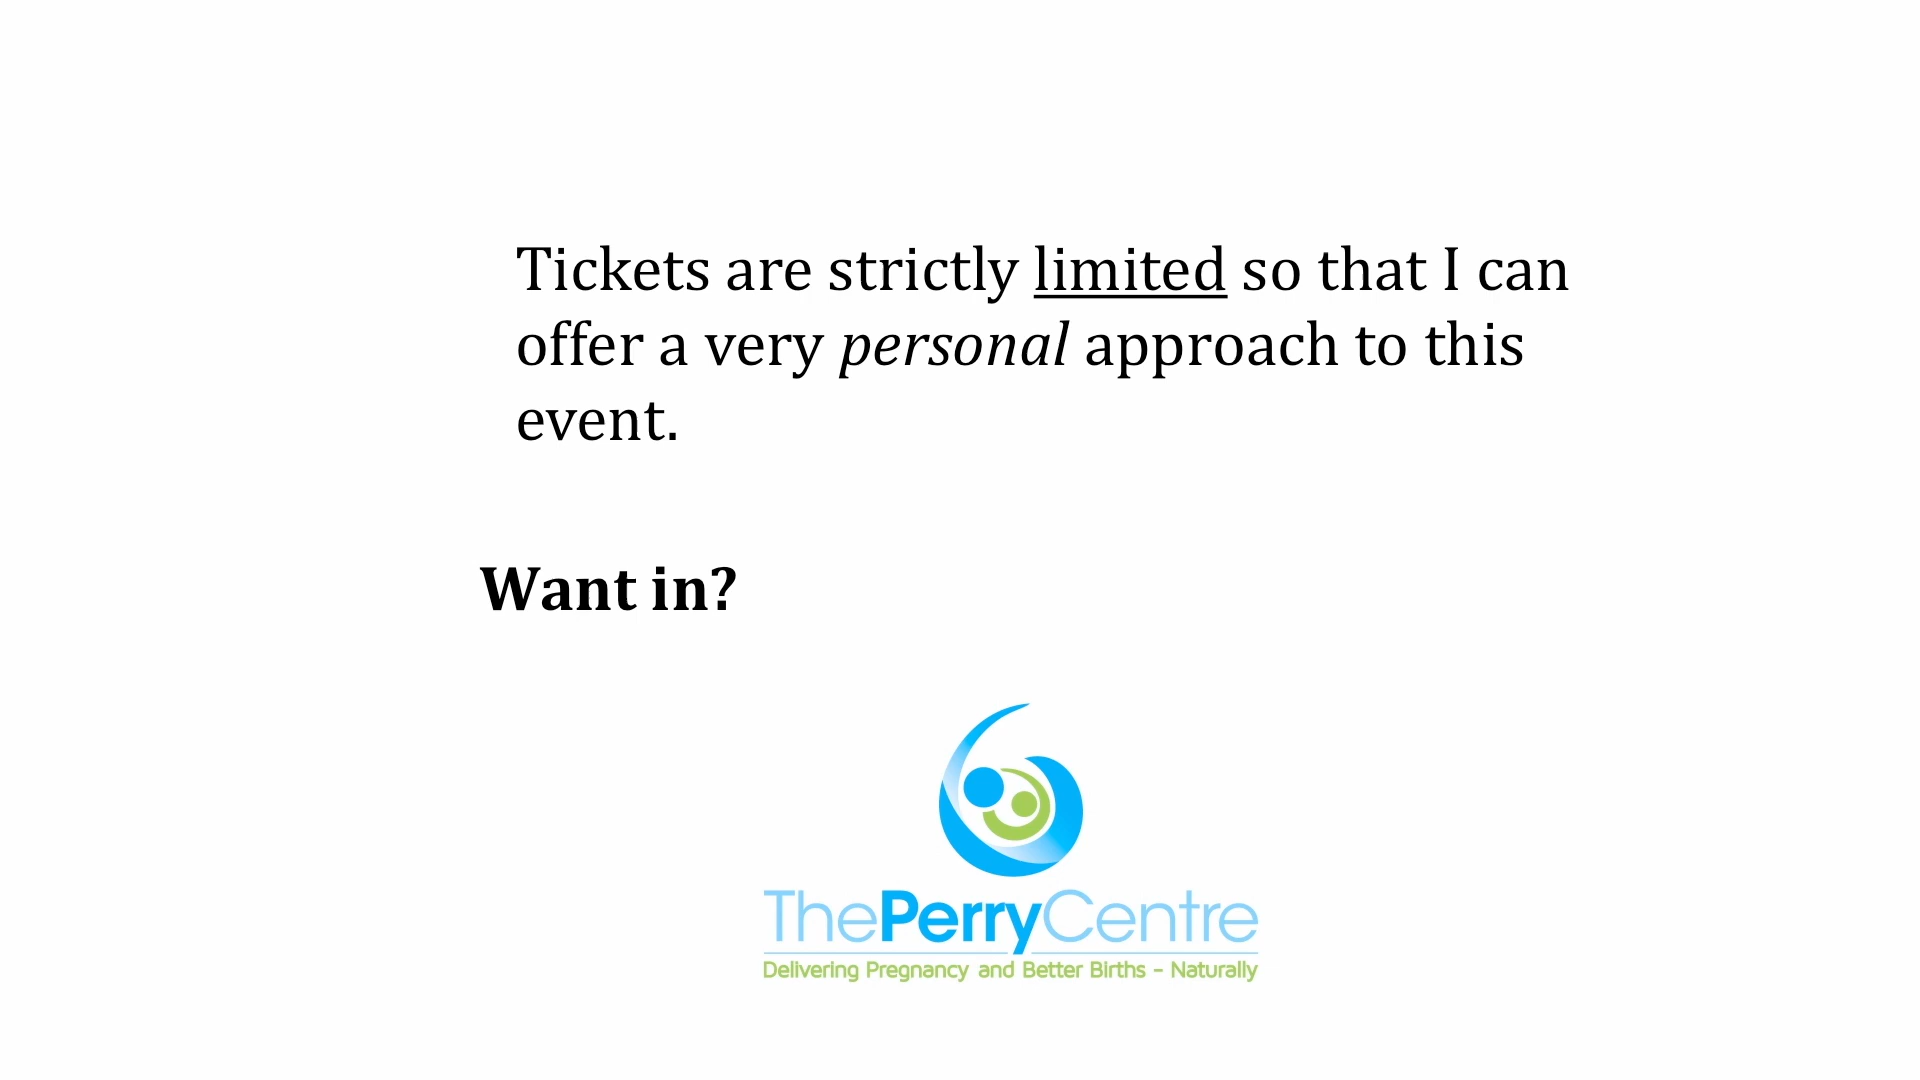 Tickets are strictly limited so that I can
offer a very personal approach to this
event.
Want in?
ThePerryCentre
Delivering Pregnancy and Better Births – Naturally